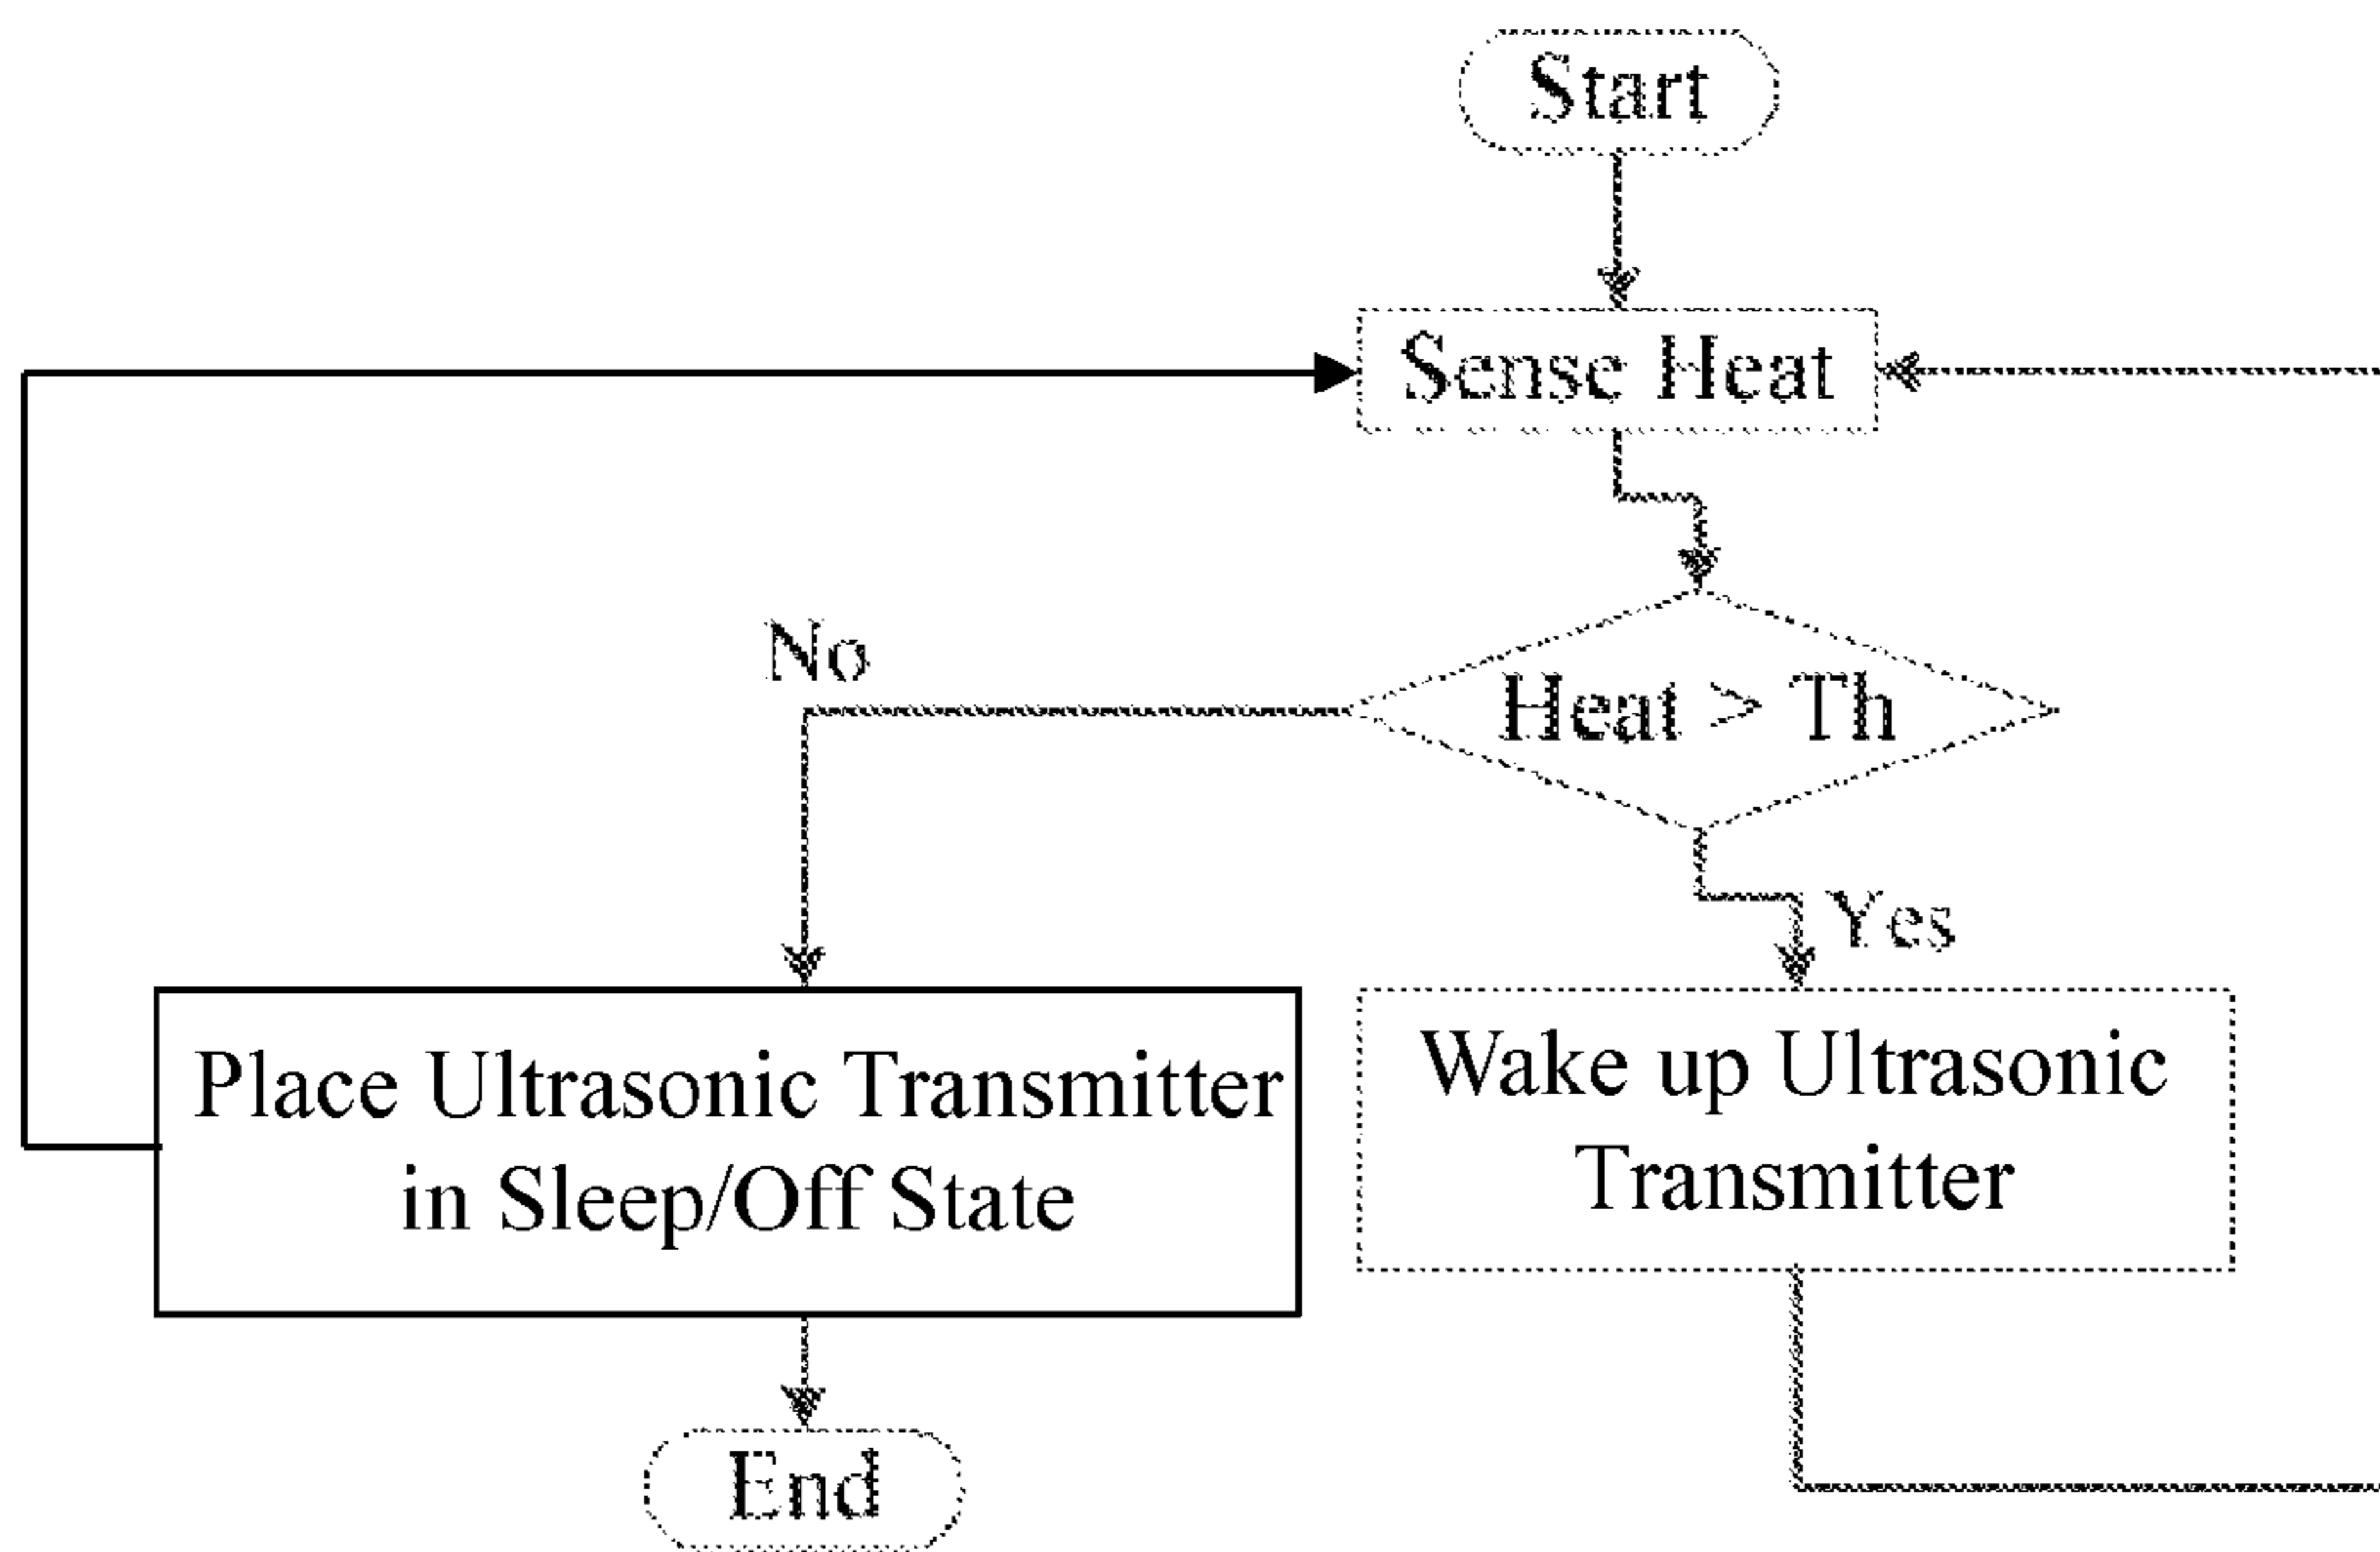 Start
Sense Heat
No
Heat > Th
Yes
Place Ultrasonic Transmitter
in Sleep/Off State
Wake up Ultrasonic
Transmitter
End